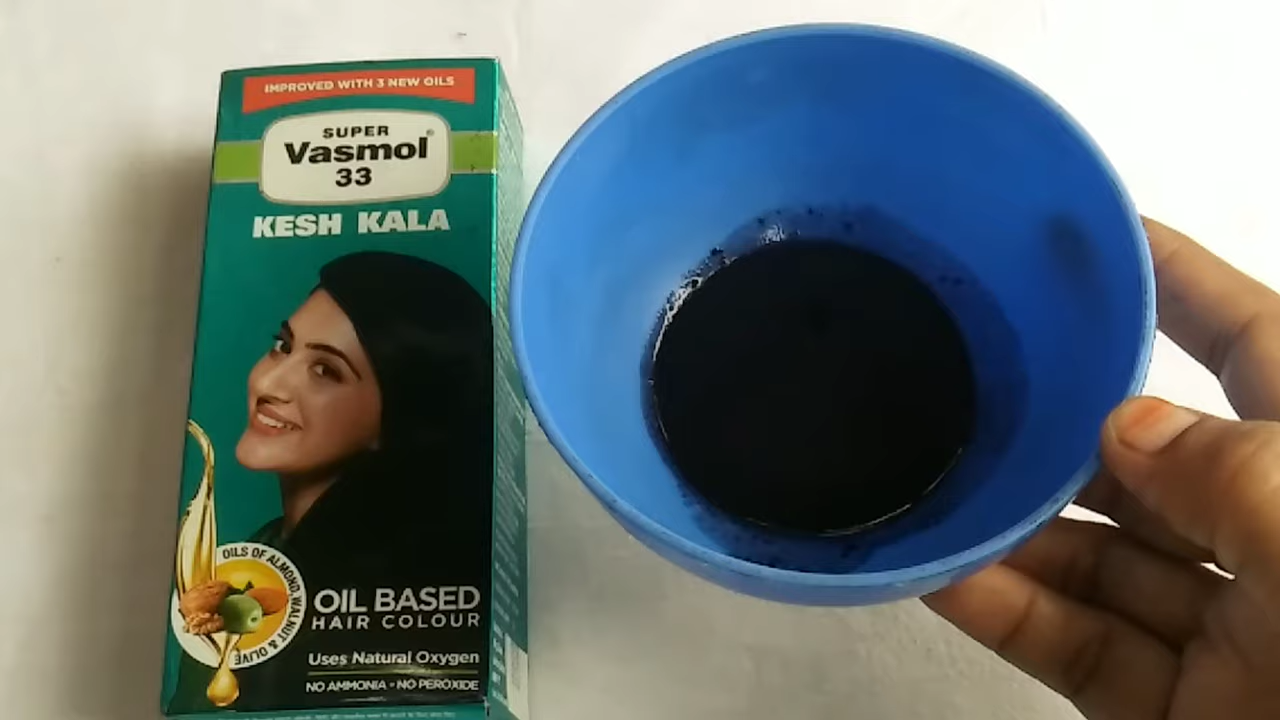 IMPROVED WITH 3 NEW OILS
SUPER
Vasmol®
33
KESH KALA
OILS OF ALMOND, WALNUT & OLIVE
OIL BASED
HAIR COLOUR
Uses Natural Oxygen
NO AMMONIA • NO PEROXIDE